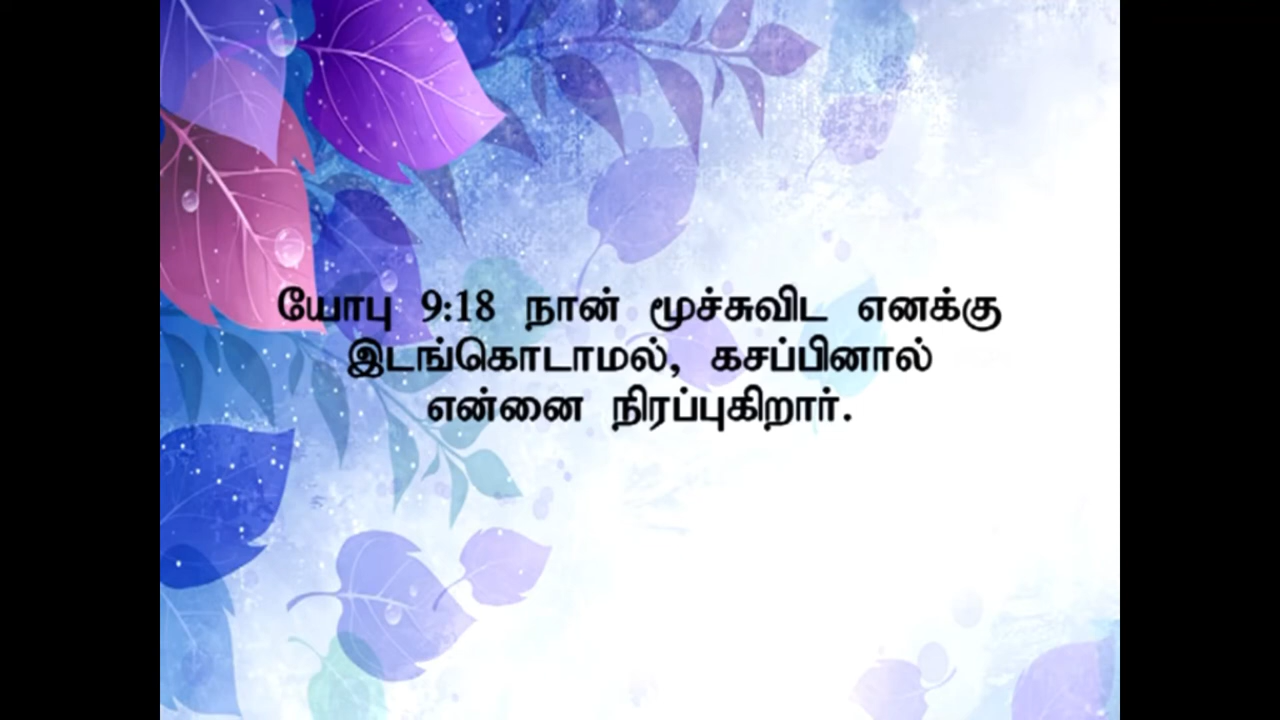 யோபு 9:18 நான் மூச்சுவிட எனக்கு
இடங்கொடாமல், கசப்பினால்
என்னை நிரப்புகிறார்.